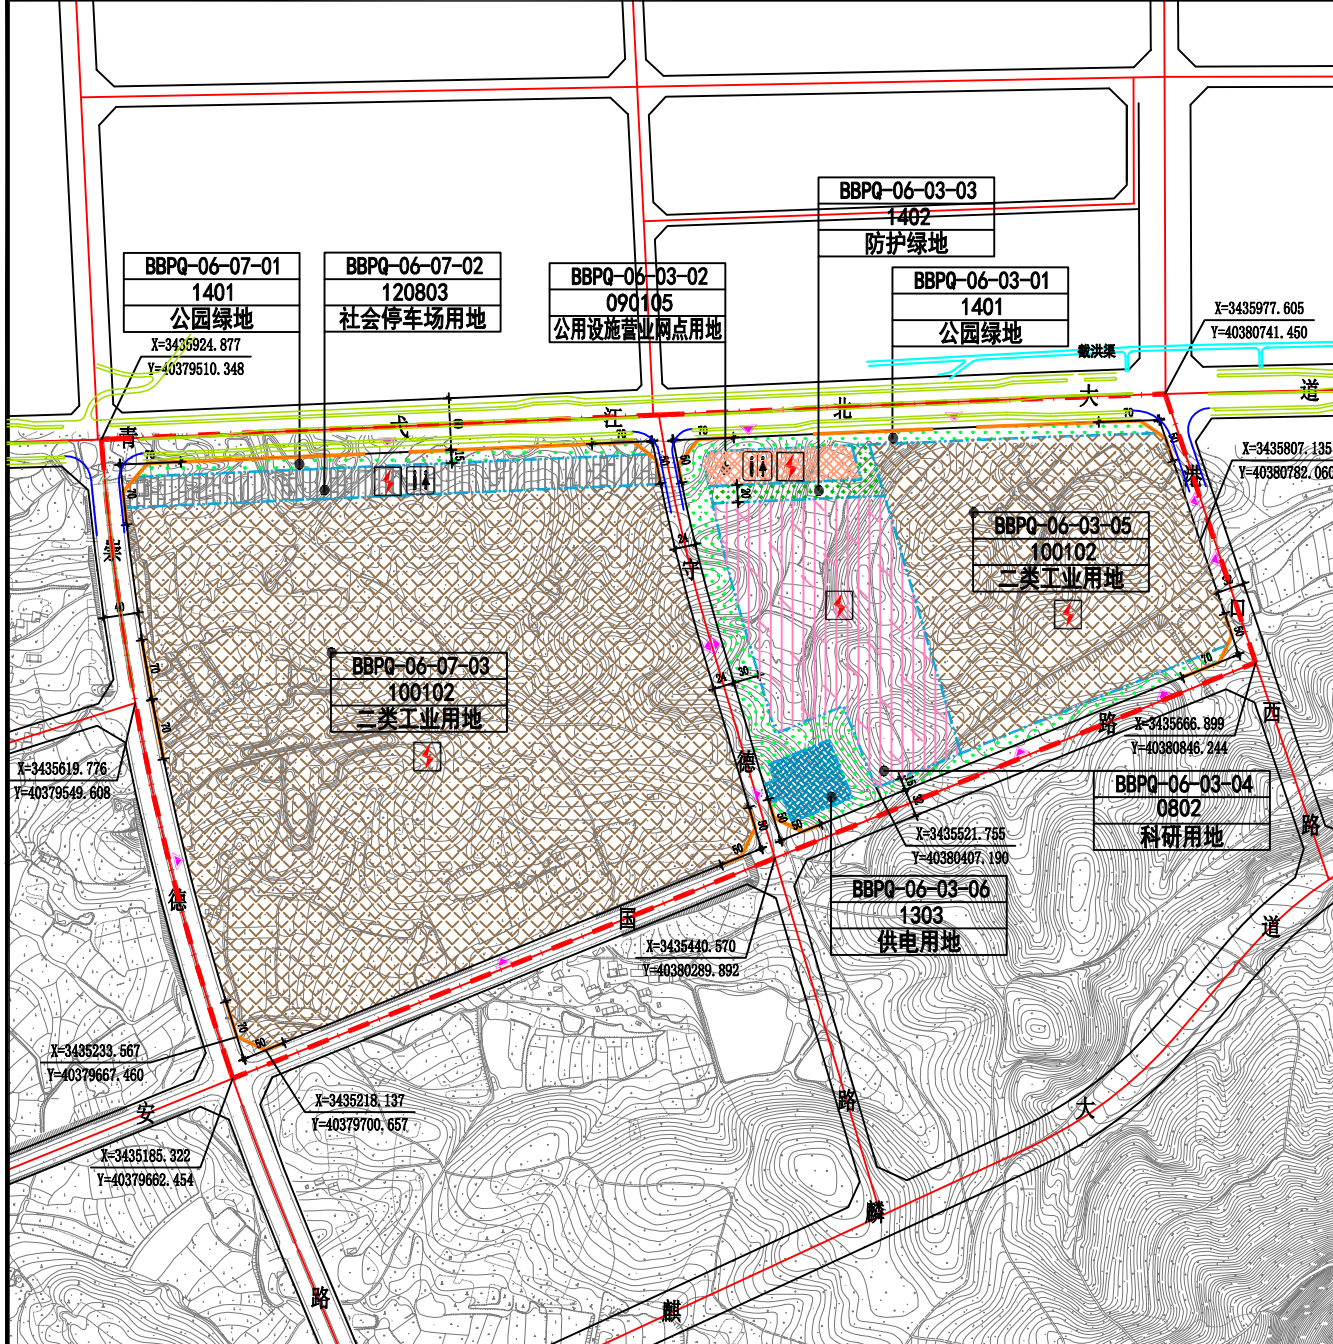 BBPQ-06-03-03
1402
防护绿地
BBPQ-06-07-01
1401
公园绿地
BBPQ-06-07-02
120803
社会停车场用地
BBPQ-06-03-02
090105
公用设施营业网点用地
BBPQ-06-03-01
1401
公园绿地
X=3435977.605
Y=40380741.450
X=3435924.877
Y=40379510.348
截洪渠
青
弋
江
北
大
道
X=3435807.135
Y=40380782.060
BBPQ-06-03-05
100102
二类工业用地
BBPQ-06-07-03
100102
二类工业用地
守
德
路
口
西
路
德
路
国
安
路
X=3435666.899
Y=40380846.244
X=3435619.776
Y=40379549.608
BBPQ-06-03-04
0802
科研用地
X=3435521.755
Y=40380407.190
BBPQ-06-03-06
1303
供电用地
X=3435440.570
Y=40380289.892
X=3435233.567
Y=40379667.460
X=3435218.137
Y=40379700.657
X=3435185.322
Y=40379662.454
麒
麟
大
道